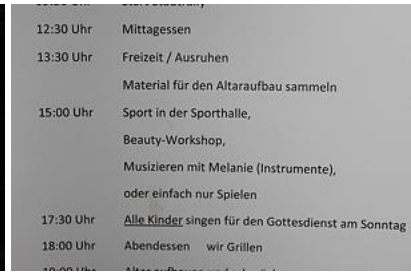 12:30 Uhr Mittagessen
13:30 Uhr Freizeit / Ausruhen
Material für den Altaraufbau sammeln
15:00 Uhr Sport in der Sporthalle,
Beauty-Workshop,
Musizieren mit Melanie (Instrumente),
oder einfach nur Spielen
17:30 Uhr Alle Kinder singen für den Gottesdienst am Sonntag
18:00 Uhr Abendessen wir Grillen